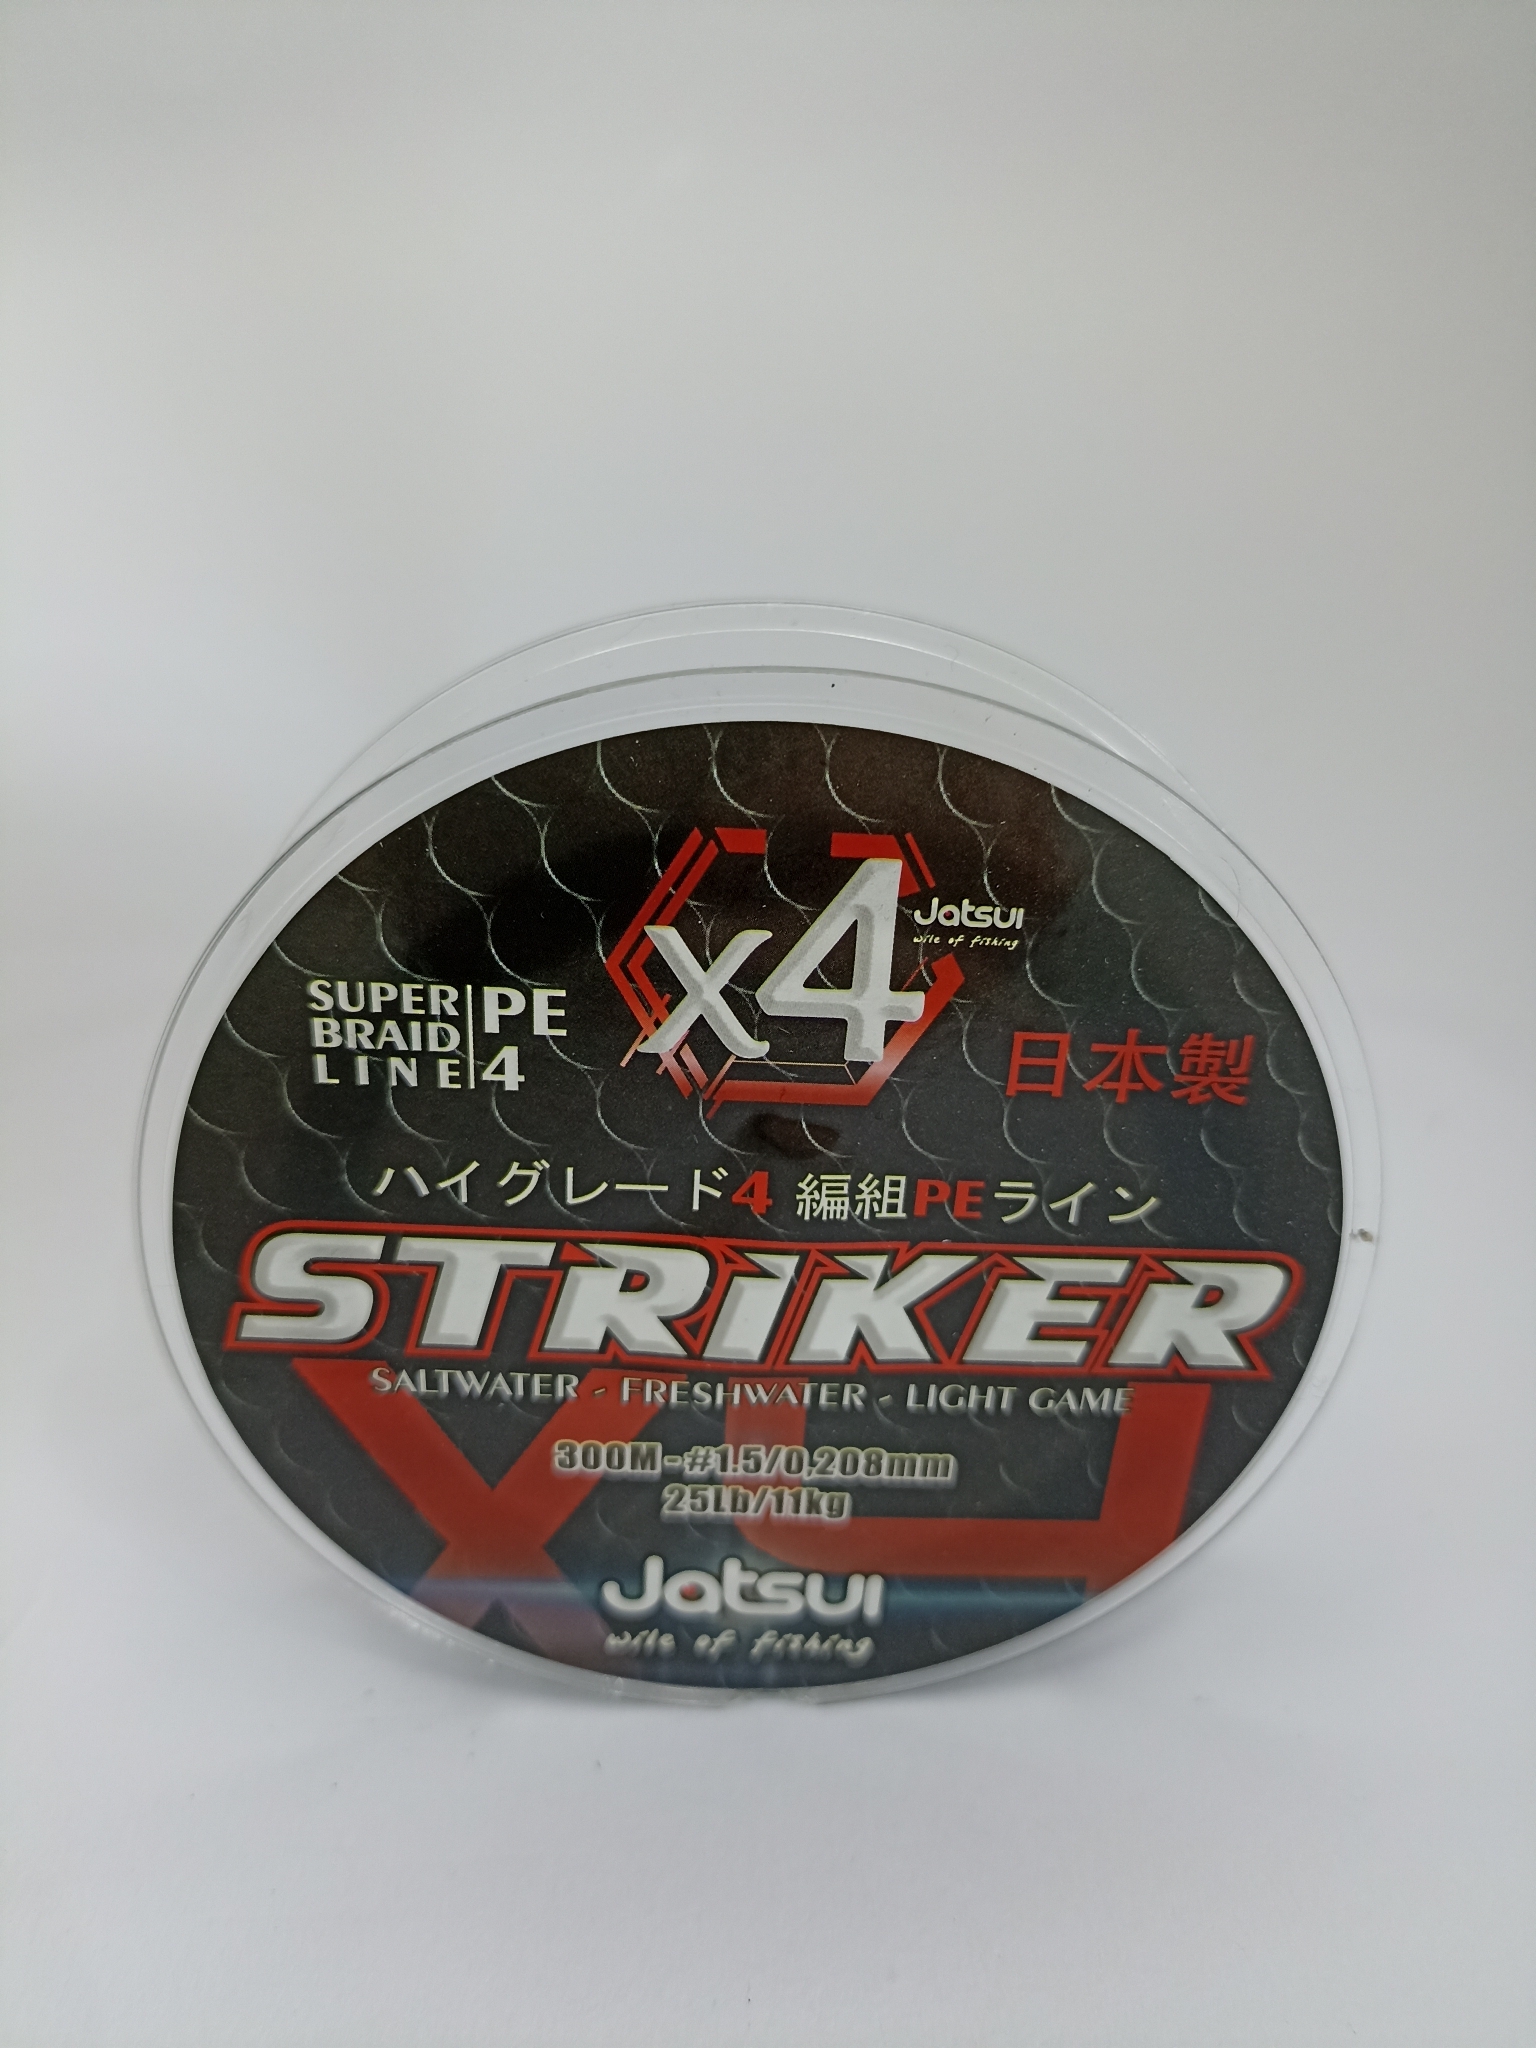 x4
Jatsui
wile of fishing
SUPER BRAID LINE
PE 4
日本製
ハイグレード4 編組PEライン
STRIKER
SALTWATER - FRESHWATER - LIGHT GAME
300M-#1.5/0,208mm
25Lb/11kg
X4
Jatsui
wile of fishing